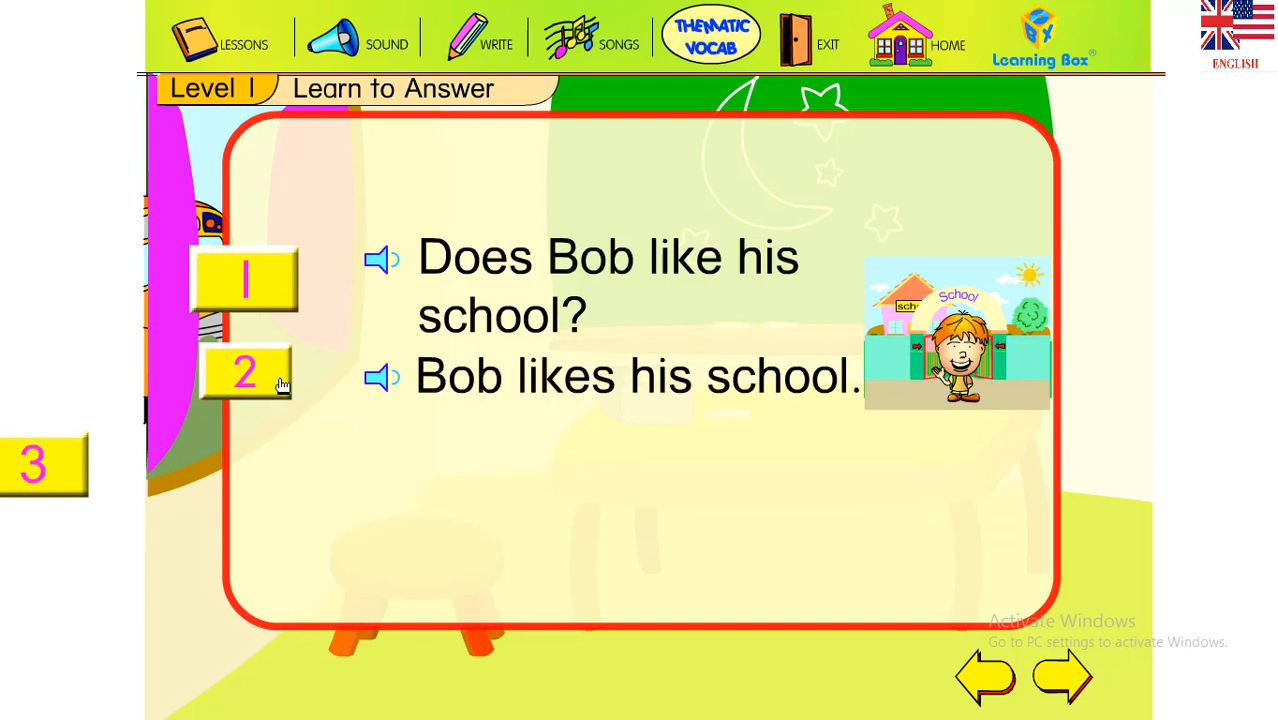 LESSONS
SOUND
WRITE
SONGS
THEMATIC
VOCAB
EXIT
HOME
Learning Box®
ENGLISH
Level 1
Learn to Answer
1
Does Bob like his
school?
School
2
Bob likes his school.
3
Activate Windows
Go to PC settings to activate Windows.